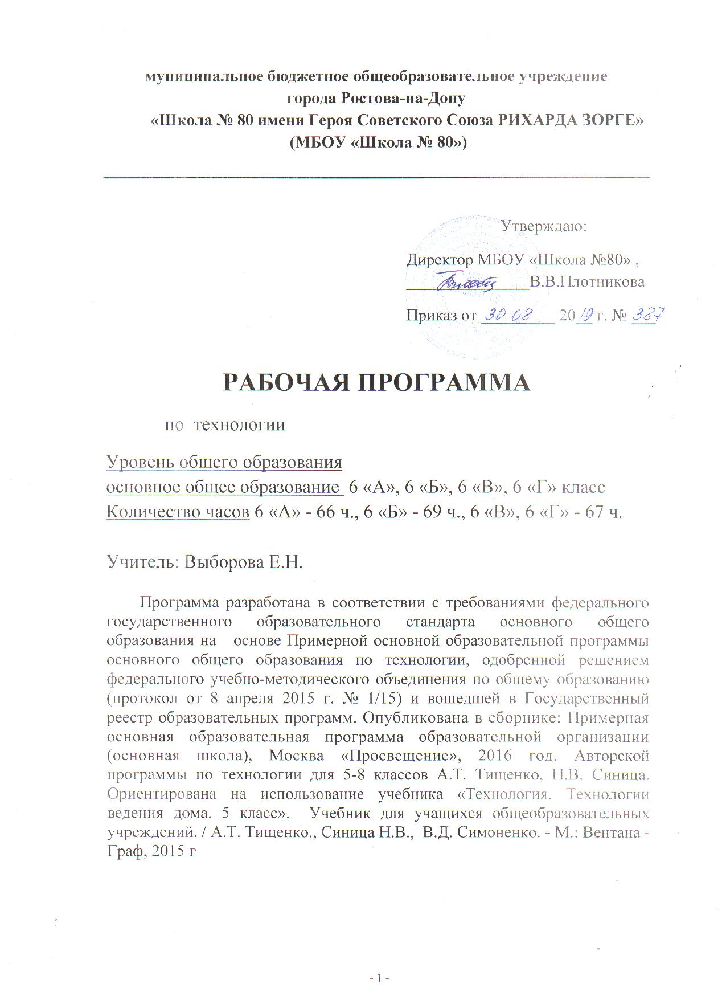 муниципальное бюджетное общеобразовательное учреждение
города Ростова-на-Дону
«Школа № 80 имени Героя Советского Союза РИХАРДА ЗОРГЕ»
(МБОУ «Школа № 80»)
Утверждаю:
Директор МБОУ «Школа №80» ,
В.В.Плотникова
Приказ от 30.08 2019 г. № 387
РАБОЧАЯ ПРОГРАММА
по технологии
Уровень общего образования
основное общее образование 6 «А», 6 «Б», 6 «В», 6 «Г» класс
Количество часов 6 «А» - 66 ч., 6 «Б» - 69 ч., 6 «В», 6 «Г» - 67 ч.
Учитель: Выборова Е.Н.
Программа разработана в соответствии с требованиями федерального
государственного образовательного стандарта основного общего
образования на основе Примерной основной образовательной программы
основного общего образования по технологии, одобренной решением
федерального учебно-методического объединения по общему образованию
(протокол от 8 апреля 2015 г. № 1/15) и вошедшей в Государственный
реестр образовательных программ. Опубликована в сборнике: Примерная
основная образовательная программа образовательной организации
(основная школа), Москва «Просвещение», 2016 год. Авторской
программы по технологии для 5-8 классов А.Т. Тищенко, Н.В. Синица.
Ориентирована на использование учебника «Технология. Технологии
ведения дома. 5 класс». Учебник для учащихся общеобразовательных
учреждений. / А.Т. Тищенко., Синица Н.В., В.Д. Симоненко. - М.: Вентана -
Граф, 2015 г
- 1 -